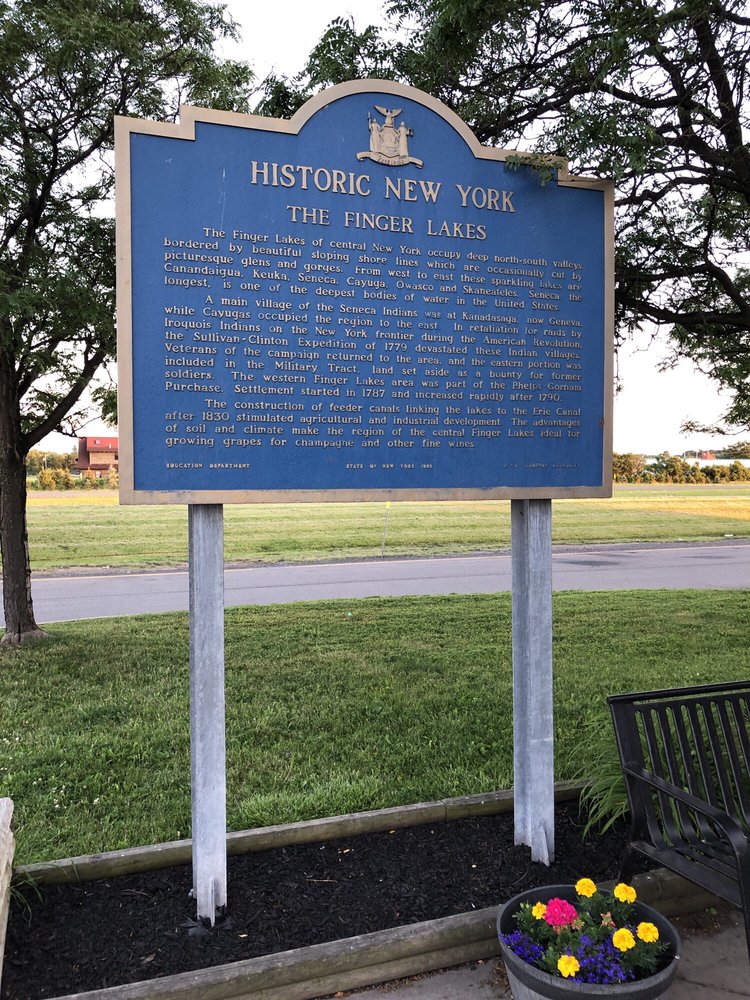 HISTORIC NEW YORK
THE FINGER LAKES
The Finger Lakes of central New York occupy deep north-south valleys
bordered by beautiful sloping shore lines which are occasionally cut by
picturesque glens and gorges. From west to east these sparkling lakes are
Canandaigua, Keuka, Seneca, Cayuga, Owasco and Skaneateles. Seneca, the
longest, is one of the deepest bodies of water in the United States.
A main village of the Seneca Indians was at Kanadasaga, now Geneva,
while Cayugas occupied the region to the east. In retaliation for raids by
Iroquois Indians on the New York frontier during the American Revolution,
the Sullivan-Clinton Expedition of 1779 devastated these Indian villages.
Veterans of the campaign returned to the area, and the eastern portion was
included in the Military Tract, land set aside as a bounty for former
soldiers. The western Finger Lakes area was part of the Phelps-Gorham
Purchase. Settlement started in 1787 and increased rapidly after 1790.
The construction of feeder canals linking the lakes to the Erie Canal
after 1830 stimulated agricultural and industrial development. The advantages
of soil and climate make the region of the central Finger Lakes ideal for
growing grapes for champagne and other fine wines.
EDUCATION DEPARTMENT STATE OF NEW YORK THRUWAY AUTHORITY